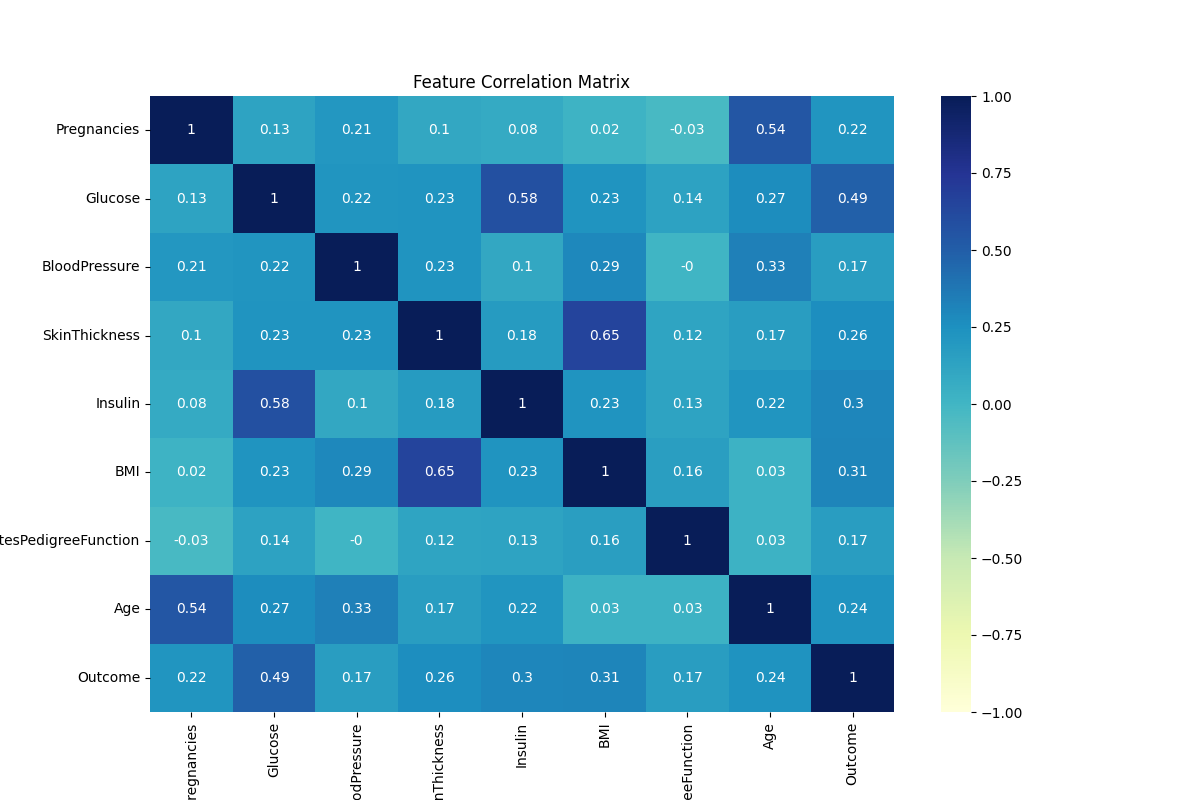 Feature Correlation Matrix
Pregnancies 1 0.13 0.21 0.1 0.08 0.02 -0.03 0.54 0.22
Glucose 0.13 1 0.22 0.23 0.58 0.23 0.14 0.27 0.49
BloodPressure 0.21 0.22 1 0.23 0.1 0.29 -0 0.33 0.17
SkinThickness 0.1 0.23 0.23 1 0.18 0.65 0.12 0.17 0.26
Insulin 0.08 0.58 0.1 0.18 1 0.23 0.13 0.22 0.3
BMI 0.02 0.23 0.29 0.65 0.23 1 0.16 0.03 0.31
tesPedigreeFunction -0.03 0.14 -0 0.12 0.13 0.16 1 0.03 0.17
Age 0.54 0.27 0.33 0.17 0.22 0.03 0.03 1 0.24
Outcome 0.22 0.49 0.17 0.26 0.3 0.31 0.17 0.24 1
regnancies
Glucose
odPressure
nThickness
Insulin
BMI
eeFunction
Age
Outcome
1.00
0.75
0.50
0.25
0.00
−0.25
−0.50
−0.75
−1.00